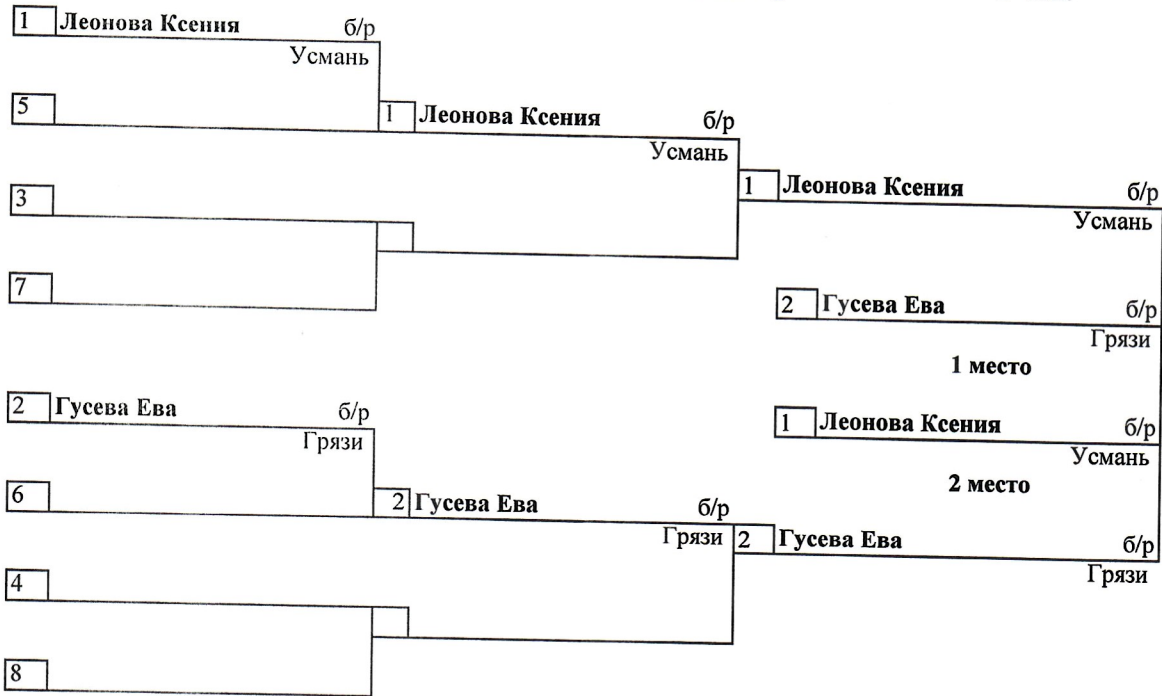 1 Леонова Ксения б/р
Усмань
5
1 Леонова Ксения б/р
Усмань
3
1 Леонова Ксения б/р
Усмань
7
2 Гусева Ева б/р
Грязи
1 место
2 Гусева Ева б/р
Грязи
1 Леонова Ксения б/р
Усмань
2 место
6
2 Гусева Ева б/р
Грязи
2 Гусева Ева б/р
Грязи
4
8